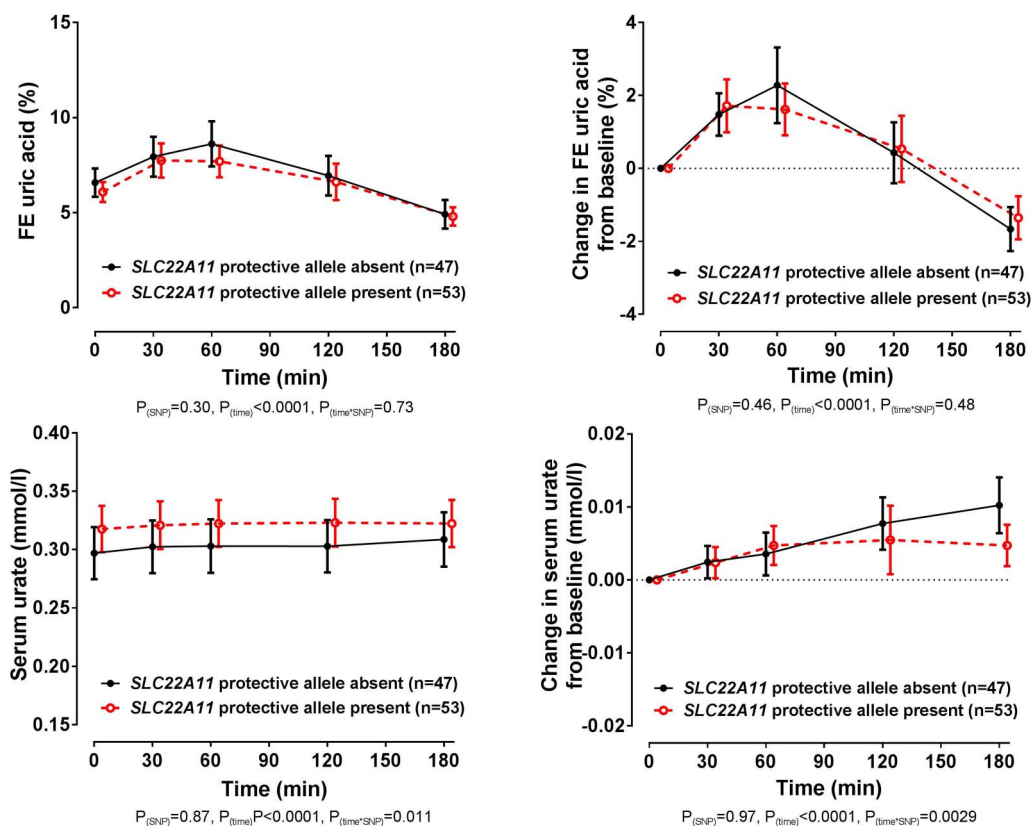 FE uric acid (%)
15
10
5
0
SLC22A11 protective allele absent (n=47)
SLC22A11 protective allele present (n=53)
0 30 60 90 120 150 180
Time (min)
P(SNP)=0.30, P(time)<0.0001, P(time*SNP)=0.73
Change in FE uric acid
from baseline (%)
4
2
0
-2
-4
SLC22A11 protective allele absent (n=47)
SLC22A11 protective allele present (n=53)
0 30 60 90 120 150 180
Time (min)
P(SNP)=0.46, P(time)<0.0001, P(time*SNP)=0.48
Serum urate (mmol/l)
0.40
0.35
0.30
0.25
0.20
0.15
SLC22A11 protective allele absent (n=47)
SLC22A11 protective allele present (n=53)
0 30 60 90 120 150 180
Time (min)
P(SNP)=0.87, P(time)P<0.0001, P(time*SNP)=0.011
Change in serum urate
from baseline (mmol/l)
0.02
0.01
0.00
-0.01
-0.02
SLC22A11 protective allele absent (n=47)
SLC22A11 protective allele present (n=53)
0 30 60 90 120 150 180
Time (min)
P(SNP)=0.97, P(time)<0.0001, P(time*SNP)=0.0029